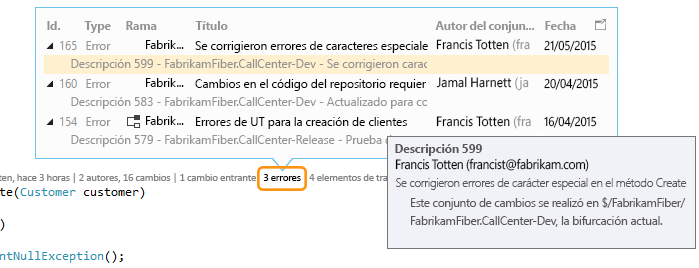 Id. Type Rama Título Autor del conjun... Fecha
165 Error Fabrik... Se corrigieron errores de caracteres especiale Francis Totten (fra 21/05/2015
Descripción 599 - FabrikamFiber.CallCenter-Dev - Se corrigieron carac
160 Error Fabrik... Cambios en el código del repositorio requier Jamal Harnett (ja 20/04/2015
Descripción 583 - FabrikamFiber.CallCenter-Dev - Actualizado para cc
154 Error Fabrik... Errores de UT para la creación de clientes Francis Totten (fra 16/04/2015
Descripción 579 - FabrikamFiber.CallCenter-Release - Prueba d
Descripción 599
Francis Totten (francist@fabrikam.com)
Se corrigieron errores de carácter especial en el método Create
Este conjunto de cambios se realizó en $/FabrikamFiber/
FabrikamFiber.CallCenter-Dev, la bifurcación actual.
ten, hace 3 horas | 2 autores, 16 cambios | 1 cambio entrante 3 errores 4 elementos de tra
te(Customer customer)
)
ntNullException();